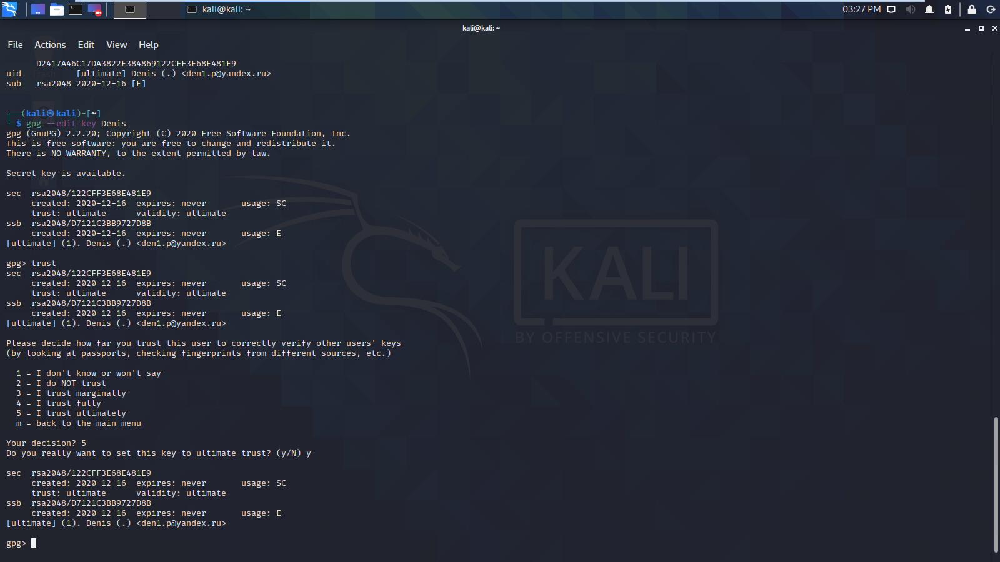 kali@kali: ~
03:27 PM
kali@kali: ~
File Actions Edit View Help
D2417A46C17DA3822E384869122CFF3E68E481E9
uid [ultimate] Denis (.) <den1.p@yandex.ru>
sub rsa2048 2020-12-16 [E]
┌──(kali㉿kali)-[~]
└─$ gpg --edit-key Denis
gpg (GnuPG) 2.2.20; Copyright (C) 2020 Free Software Foundation, Inc.
This is free software: you are free to change and redistribute it.
There is NO WARRANTY, to the extent permitted by law.
Secret key is available.
sec rsa2048/122CFF3E68E481E9
created: 2020-12-16 expires: never usage: SC
trust: ultimate validity: ultimate
ssb rsa2048/D7121C3BB9727D8B
created: 2020-12-16 expires: never usage: E
[ultimate] (1). Denis (.) <den1.p@yandex.ru>
gpg> trust
sec rsa2048/122CFF3E68E481E9
created: 2020-12-16 expires: never usage: SC
trust: ultimate validity: ultimate
ssb rsa2048/D7121C3BB9727D8B
created: 2020-12-16 expires: never usage: E
[ultimate] (1). Denis (.) <den1.p@yandex.ru>
Please decide how far you trust this user to correctly verify other users' keys
(by looking at passports, checking fingerprints from different sources, etc.)
1 = I don't know or won't say
2 = I do NOT trust
3 = I trust marginally
4 = I trust fully
5 = I trust ultimately
m = back to the main menu
Your decision? 5
Do you really want to set this key to ultimate trust? (y/N) y
sec rsa2048/122CFF3E68E481E9
created: 2020-12-16 expires: never usage: SC
trust: ultimate validity: ultimate
ssb rsa2048/D7121C3BB9727D8B
created: 2020-12-16 expires: never usage: E
[ultimate] (1). Denis (.) <den1.p@yandex.ru>
gpg>
KALI
BY OFFENSIVE SECURITY